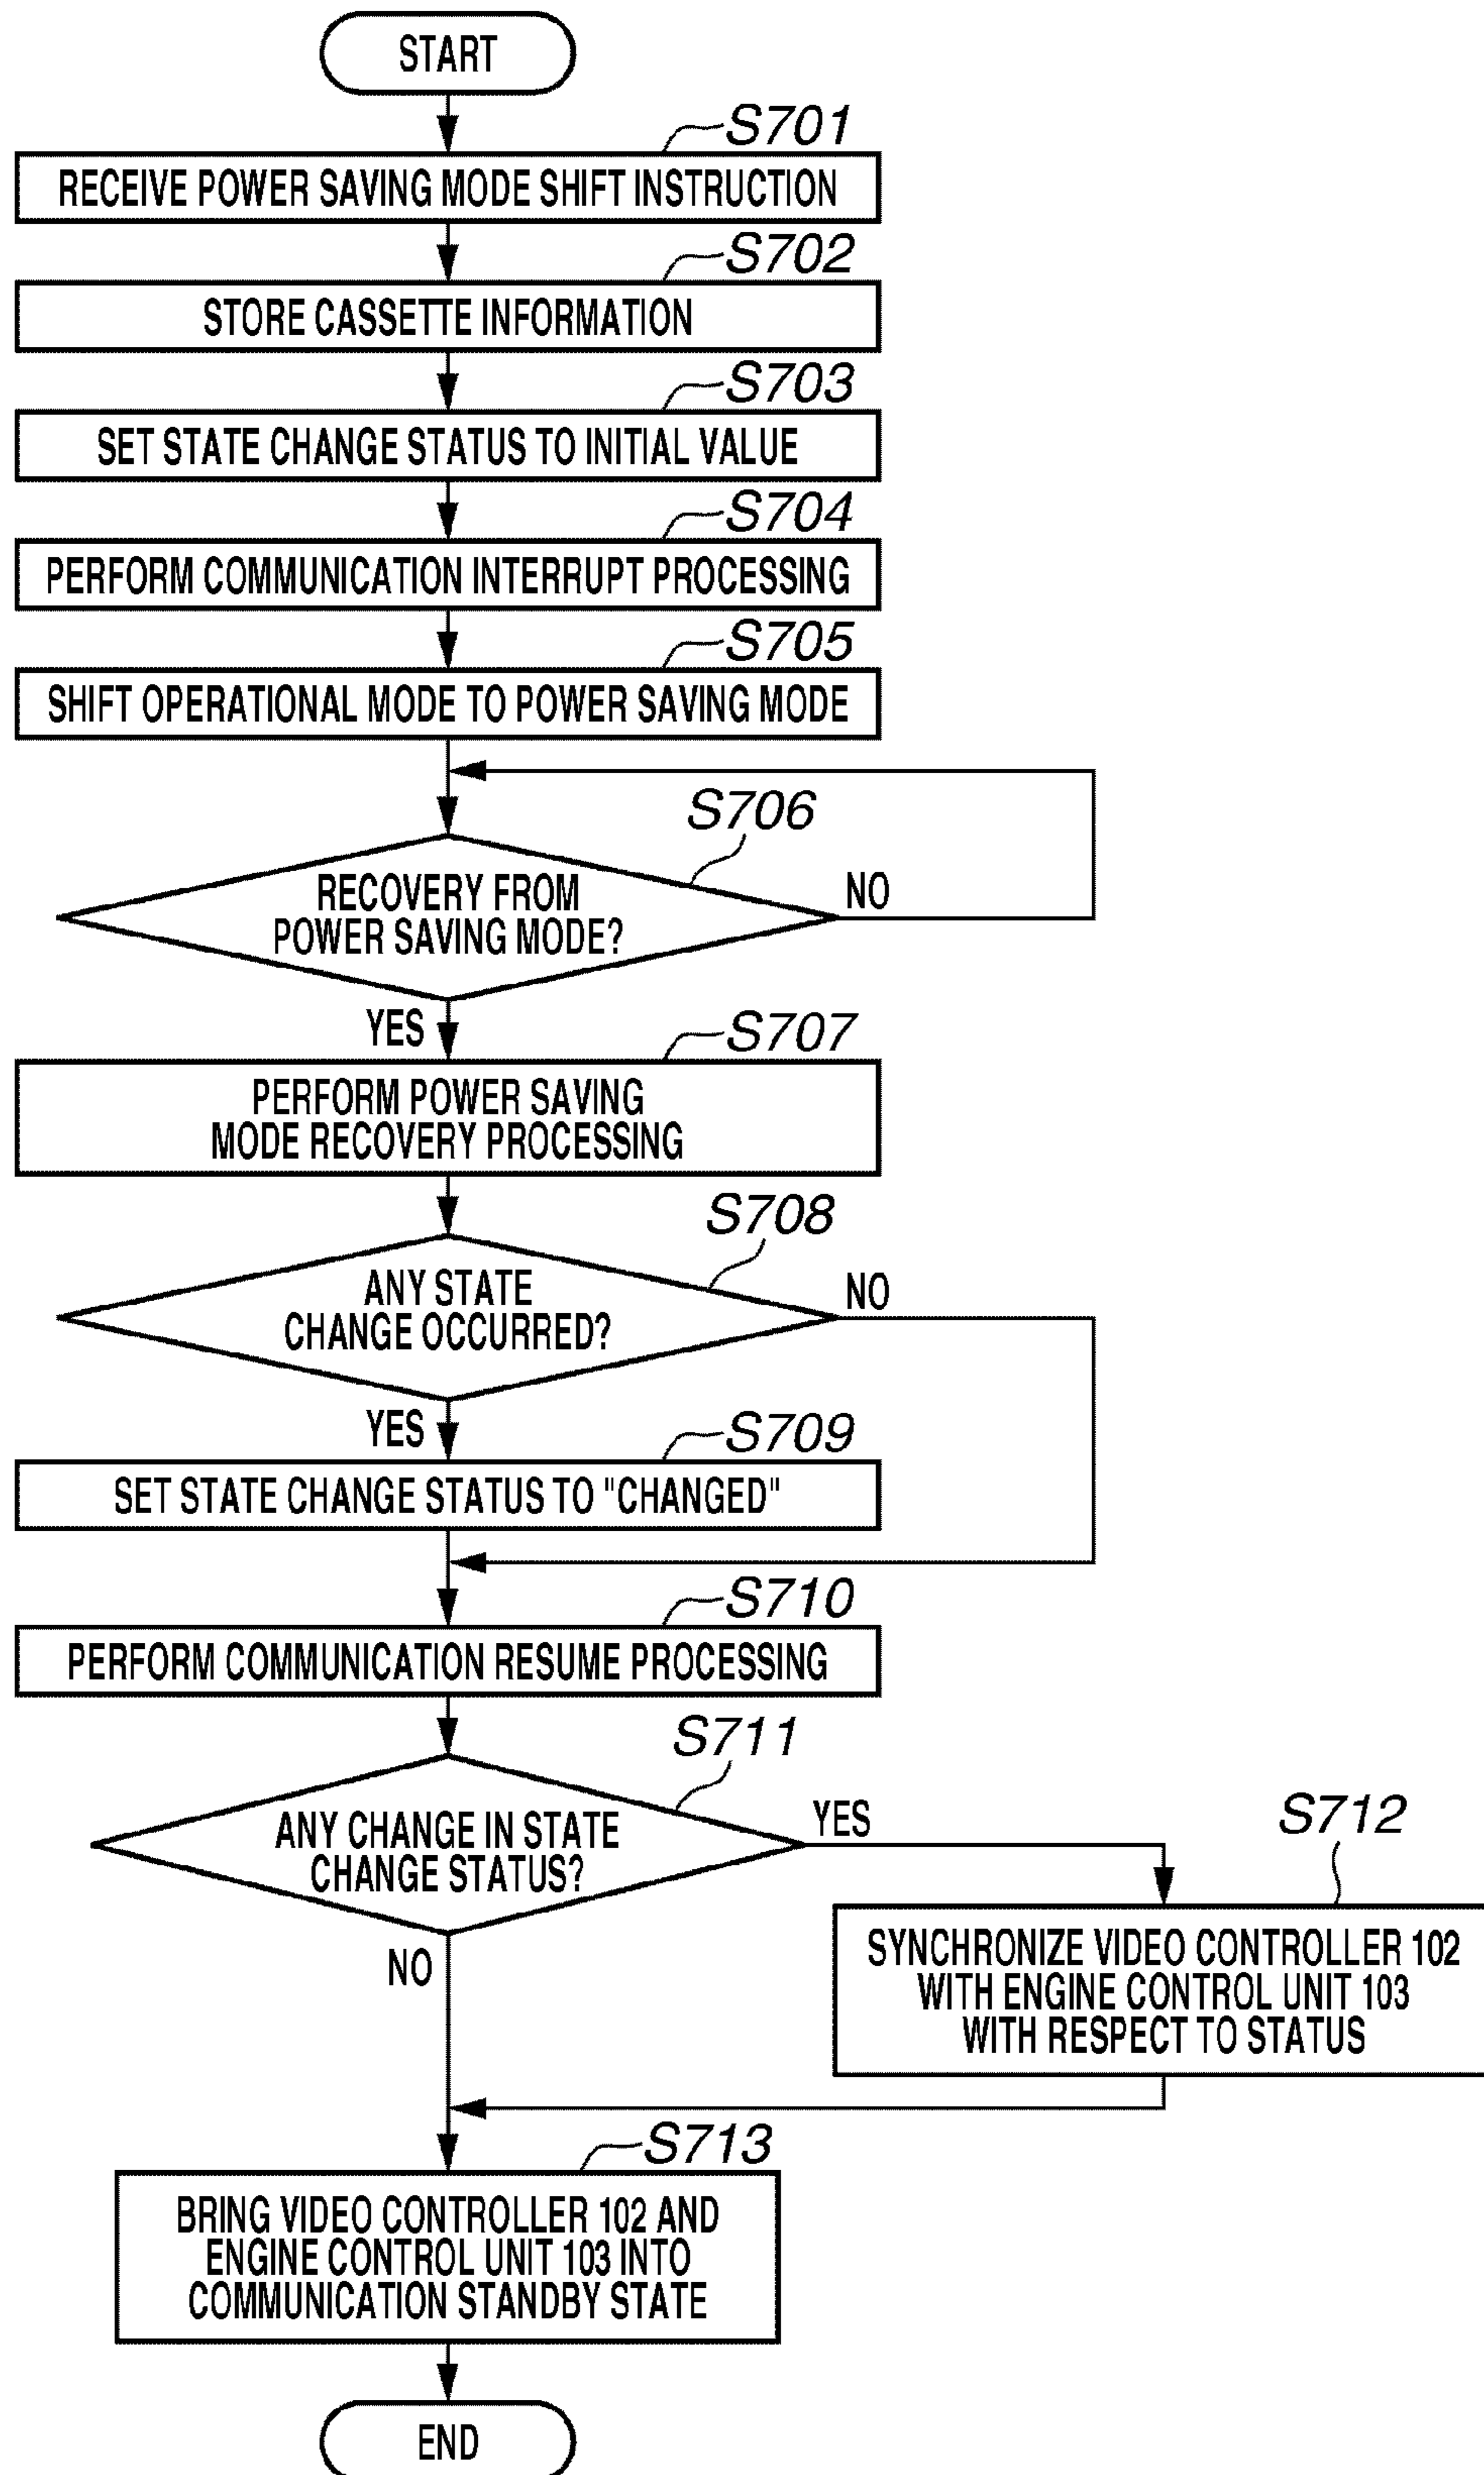 START
S701
RECEIVE POWER SAVING MODE SHIFT INSTRUCTION
S702
STORE CASSETTE INFORMATION
S703
SET STATE CHANGE STATUS TO INITIAL VALUE
S704
PERFORM COMMUNICATION INTERRUPT PROCESSING
S705
SHIFT OPERATIONAL MODE TO POWER SAVING MODE
S706
RECOVERY FROM
POWER SAVING MODE?
NO
YES
S707
PERFORM POWER SAVING
MODE RECOVERY PROCESSING
S708
ANY STATE
CHANGE OCCURRED?
NO
YES
S709
SET STATE CHANGE STATUS TO "CHANGED"
S710
PERFORM COMMUNICATION RESUME PROCESSING
S711
ANY CHANGE IN STATE
CHANGE STATUS?
YES
NO
S712
SYNCHRONIZE VIDEO CONTROLLER 102
WITH ENGINE CONTROL UNIT 103
WITH RESPECT TO STATUS
S713
BRING VIDEO CONTROLLER 102 AND
ENGINE CONTROL UNIT 103 INTO
COMMUNICATION STANDBY STATE
END